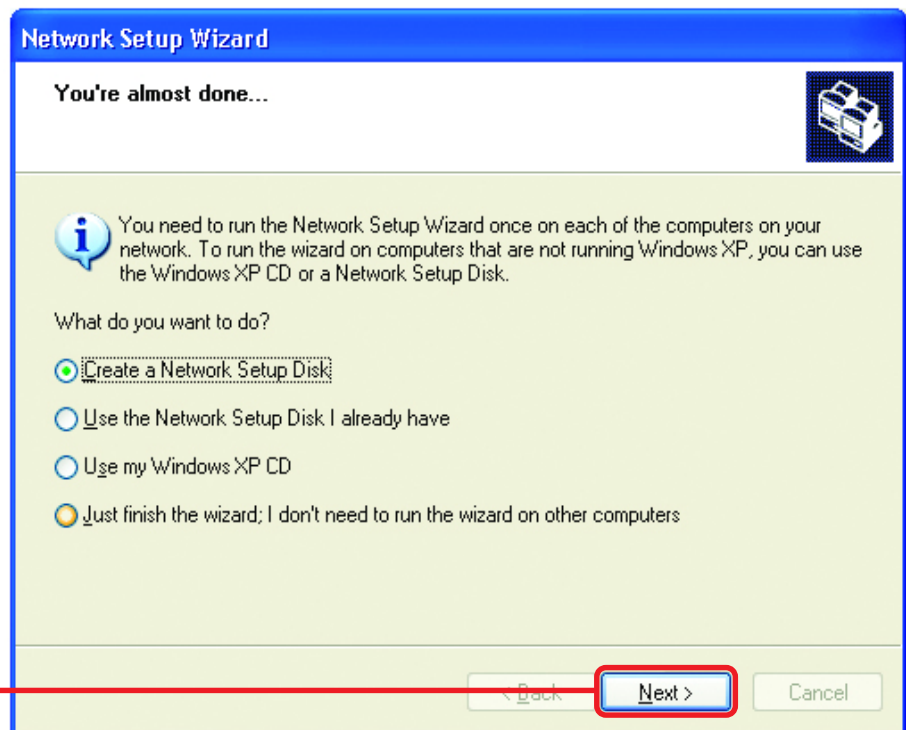 Network Setup Wizard
You're almost done...
You need to run the Network Setup Wizard once on each of the computers on your
network. To run the wizard on computers that are not running Windows XP, you can use
the Windows XP CD or a Network Setup Disk.
What do you want to do?
Create a Network Setup Disk
Use the Network Setup Disk I already have
Use my Windows XP CD
Just finish the wizard; I don't need to run the wizard on other computers
< Back
Next >
Cancel